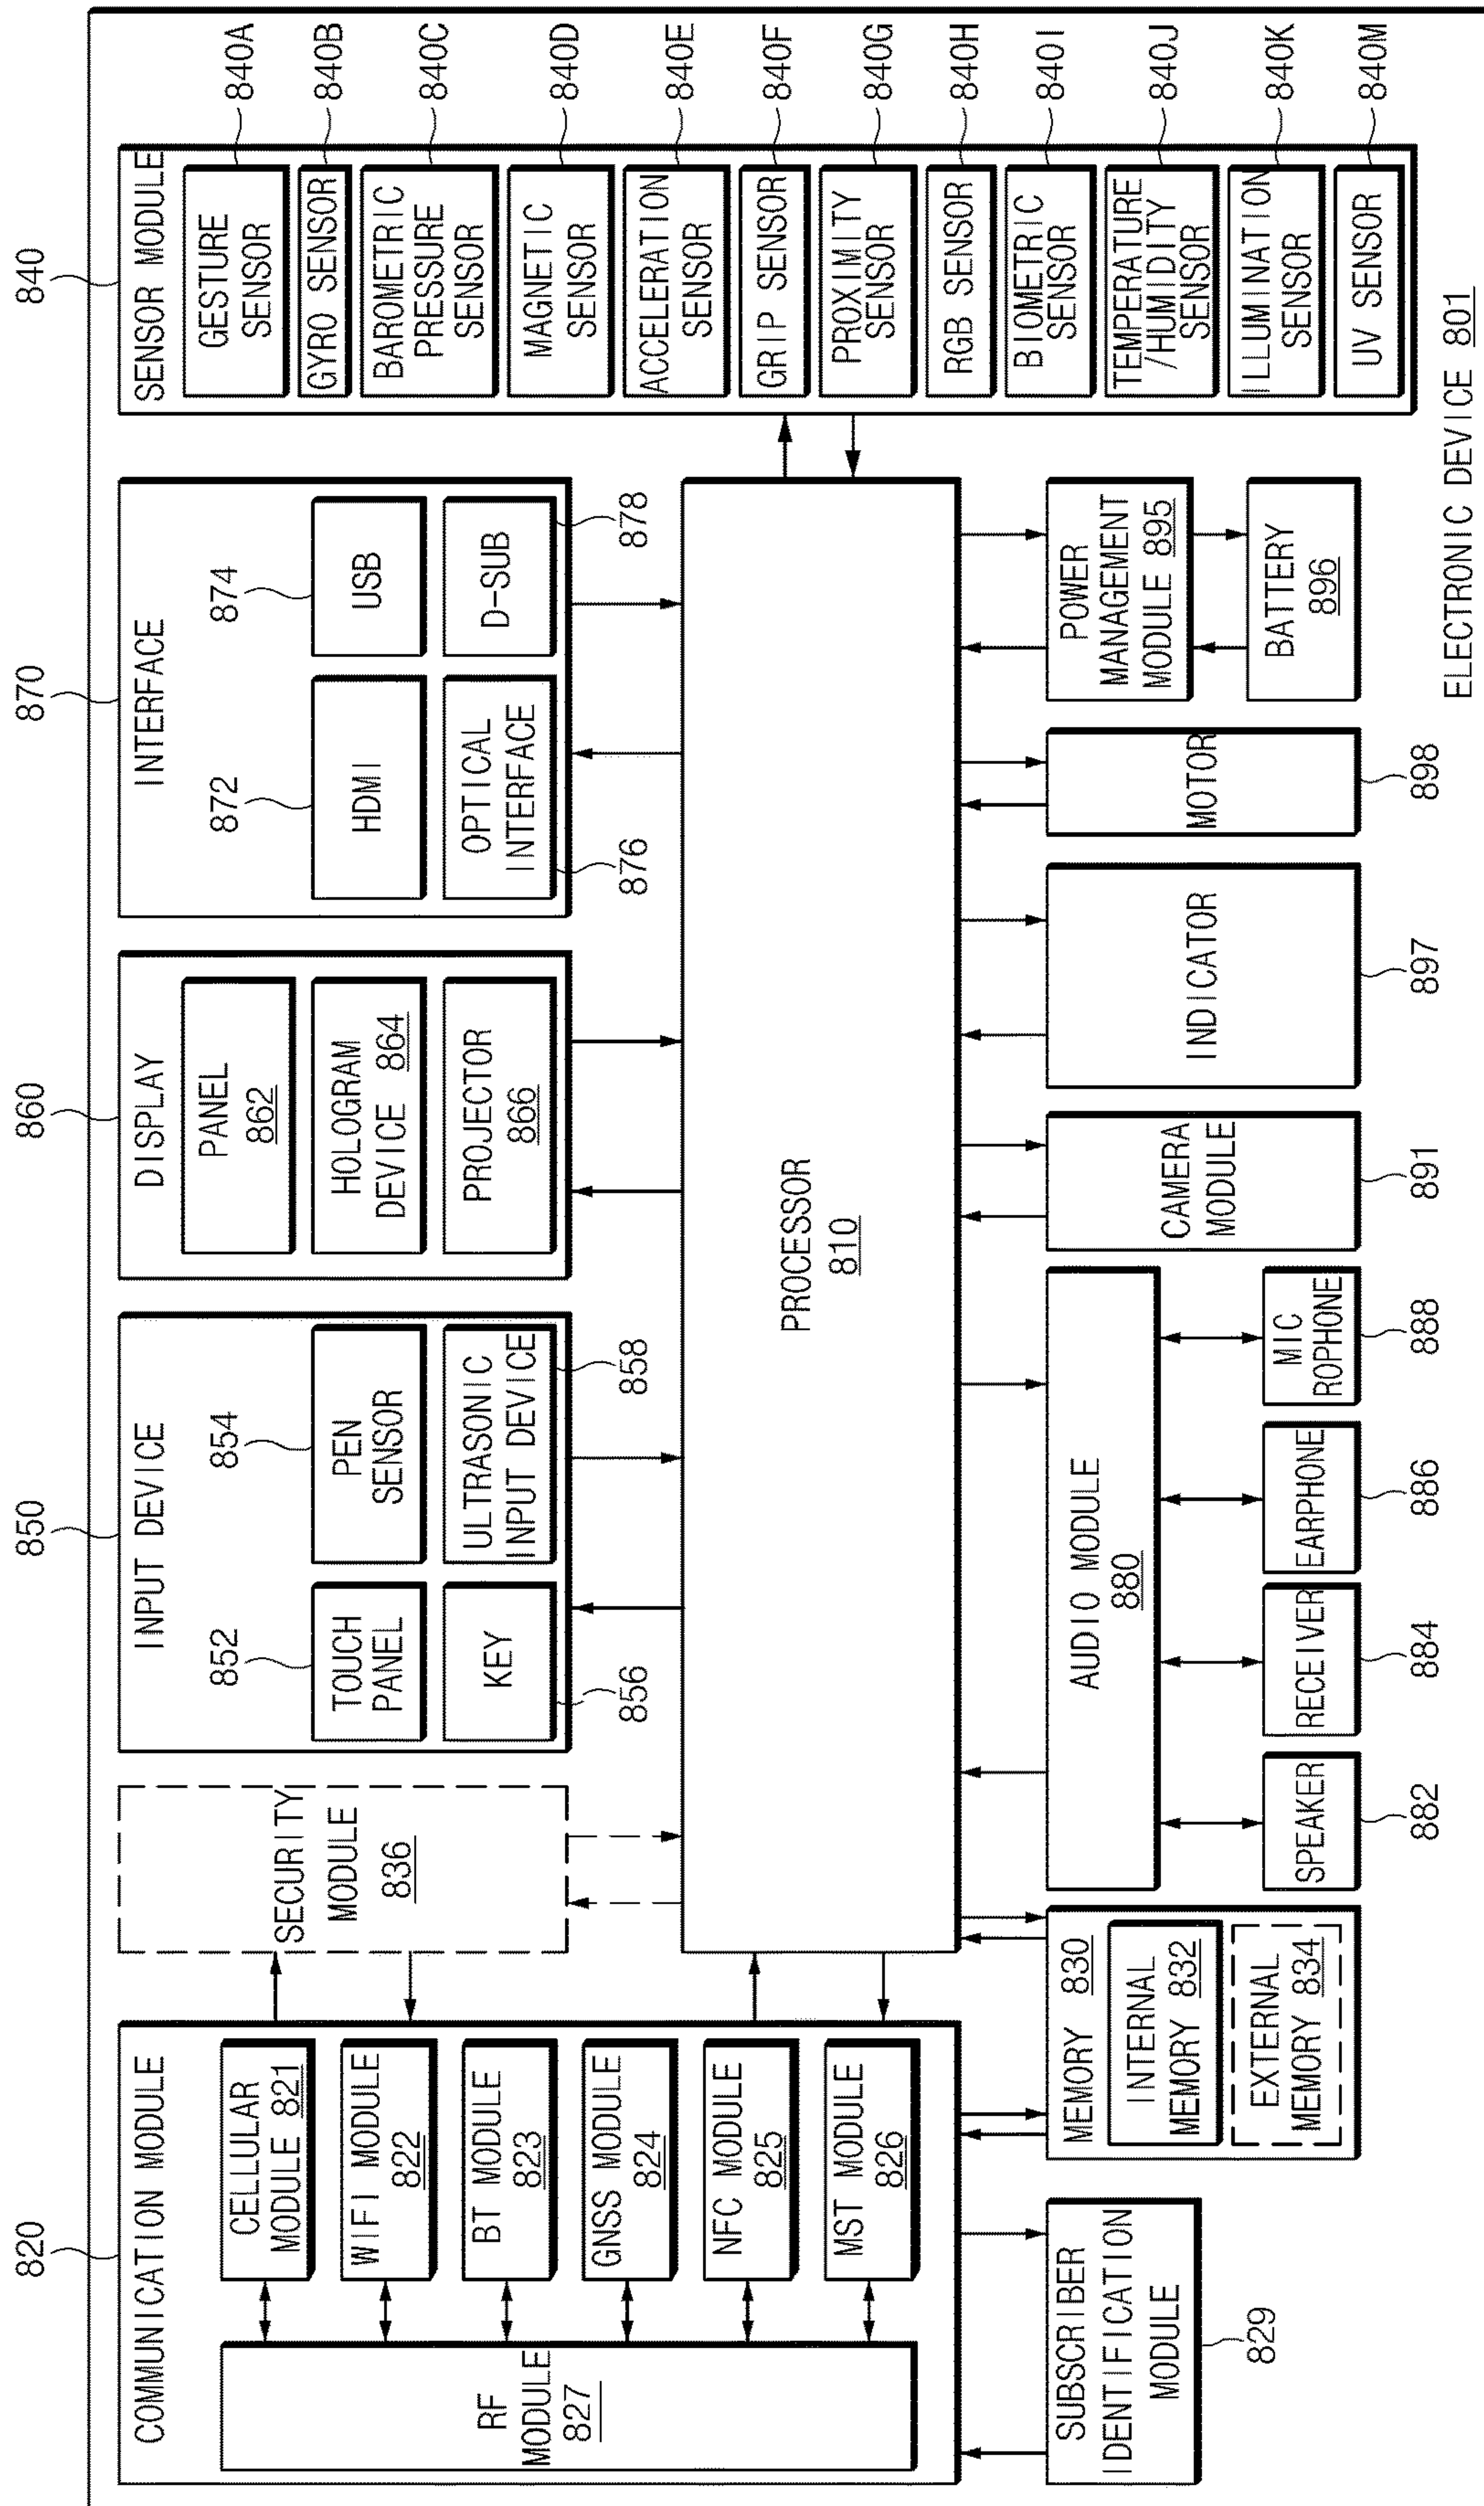 820
COMMUNICATION MODULE
RF
MODULE
827
CELLULAR
MODULE 821
WIFI MODULE
822
BT MODULE
823
GNSS MODULE
824
NFC MODULE
825
MST MODULE
826
SECURITY
MODULE
836
850
INPUT DEVICE
852
854
TOUCH
PANEL
PEN
SENSOR
KEY
ULTRASONIC
INPUT DEVICE
856
858
860
DISPLAY
PANEL
862
HOLOGRAM
DEVICE 864
PROJECTOR
866
870
INTERFACE
872
874
HDMI
USB
OPTICAL
INTERFACE
D-SUB
876
878
840
SENSOR MODULE
GESTURE
SENSOR
840A
GYRO SENSOR
840B
BAROMETRIC
PRESSURE
SENSOR
840C
MAGNETIC
SENSOR
840D
ACCELERATION
SENSOR
840E
GRIP SENSOR
840F
PROXIMITY
SENSOR
840G
RGB SENSOR
840H
BIOMETRIC
SENSOR
840I
TEMPERATURE
/HUMIDITY
SENSOR
840J
ILLUMINATION
SENSOR
840K
UV SENSOR
840M
PROCESSOR
810
SUBSCRIBER
IDENTIFICATION
MODULE
829
MEMORY 830
INTERNAL
MEMORY 832
EXTERNAL
MEMORY 834
AUDIO MODULE
880
SPEAKER
882
RECEIVER
884
EARPHONE
886
MIC
ROPHONE
888
CAMERA
MODULE
891
INDICATOR
897
MOTOR
898
POWER
MANAGEMENT
MODULE 895
BATTERY
896
ELECTRONIC DEVICE 801